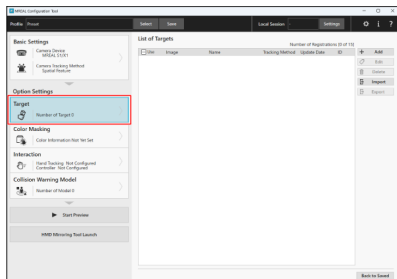 MREAL Configuration Tool
Profile Preset Select Save Local Session - Settings i ?
Basic Settings
Camera Device
MREAL S1/X1
Camera Tracking Method
Spatial Feature
Option Settings
Target
Number of Target 0
Color Masking
Color Information:Not Yet Set
Interaction
Hand Tracking Not Configured
Controller Not Configured
Collision Warning Model
Number of Model 0
Start Preview
HMD Mirroring Tool Launch
List of Targets
Number of Registrations (0 of 15)
Use Image Name Tracking Method Update Date ID
+ Add
Edit
Delete
Import
Export
Back to Saved